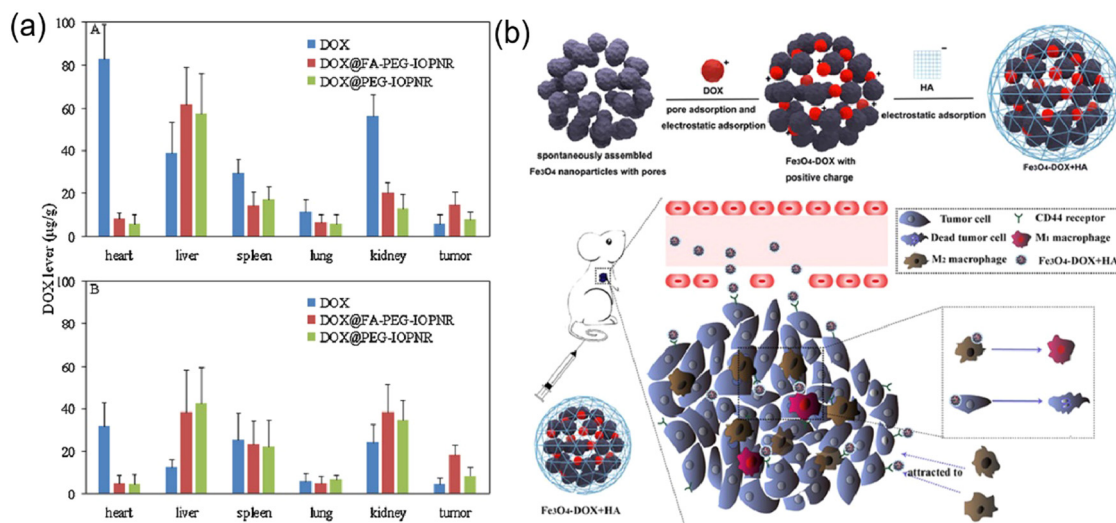 (a)
A
100
80
60
40
20
0
DOX
DOX@FA-PEG-IOPNR
DOX@PEG-IOPNR
heart liver spleen lung kidney tumor
DOX lever (μg/g)
B
100
80
60
40
20
0
DOX
DOX@FA-PEG-IOPNR
DOX@PEG-IOPNR
heart liver spleen lung kidney tumor
(b)
spontaneously assembled
Fe3O4 nanoparticles with pores
+
DOX
pore adsorption and
electrostatic adsorption
Fe3O4-DOX with
positive charge
HA
electrostatic adsorption
Fe3O4-DOX+HA
Tumor cell
CD44 receptor
Dead tumor cell
M1 macrophage
M2 macrophage
Fe3O4-DOX+HA
attracted to
Fe3O4-DOX+HA